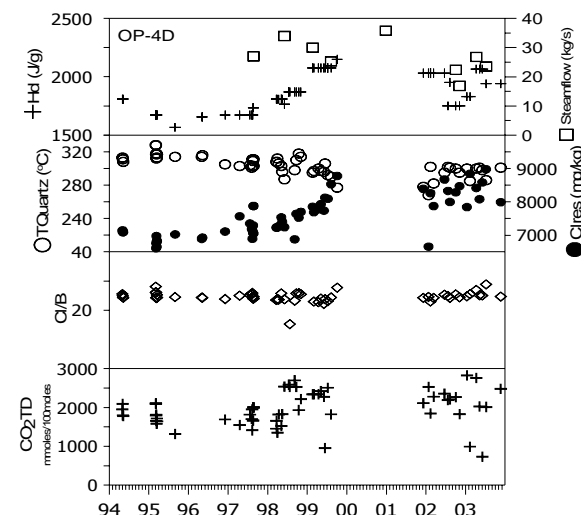 OP-4D
2500
2000
1500
+Hd (J/g)
40
30
20
10
0
□Steamflow (kg/s)
320
280
240
40
○TQuartz (°C)
9000
8000
7000
●Clres (mg/kg)
20
Cl/B
3000
2000
1000
0
CO2TD
mmoles/100moles
94 95 96 97 98 99 00 01 02 03